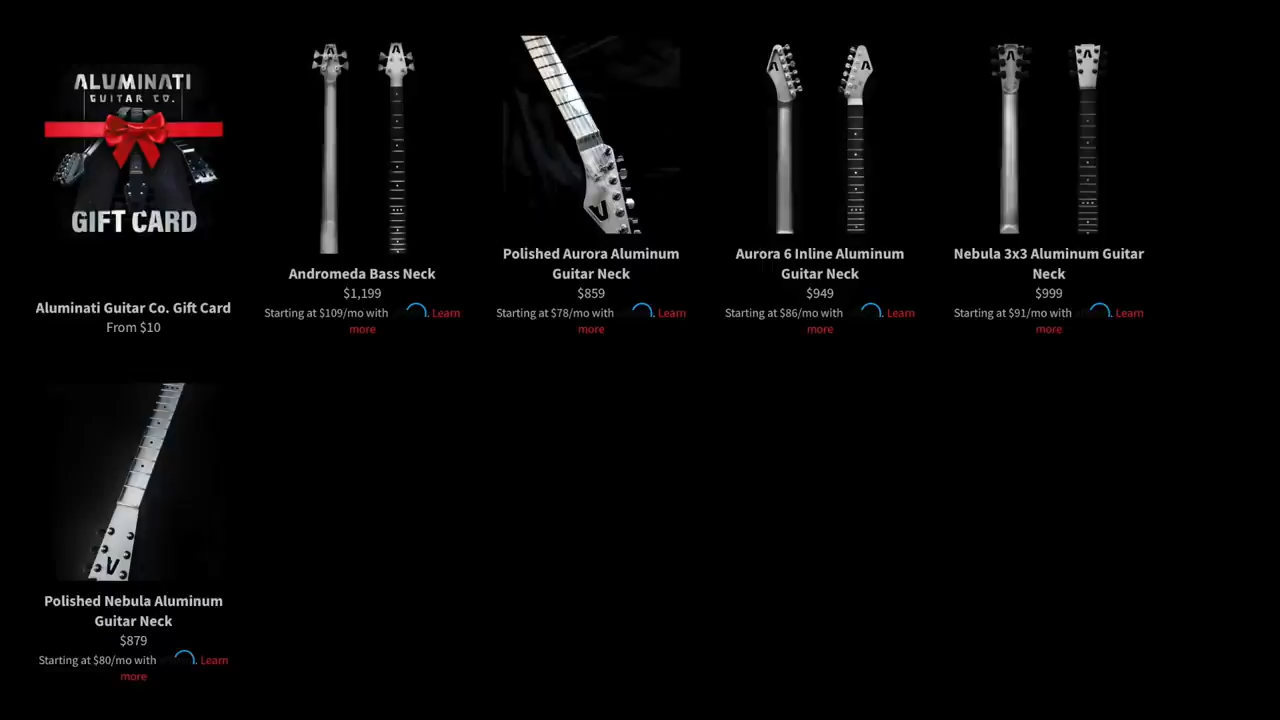 ALUMINATI
GUITAR CO.
GIFT CARD
Aluminati Guitar Co. Gift Card
From $10
Andromeda Bass Neck
$1,199
Starting at $109/mo with . Learn
more
Polished Aurora Aluminum
Guitar Neck
$859
Starting at $78/mo with . Learn
more
Aurora 6 Inline Aluminum
Guitar Neck
$949
Starting at $86/mo with . Learn
more
Nebula 3x3 Aluminum Guitar
Neck
$999
Starting at $91/mo with . Learn
more
Polished Nebula Aluminum
Guitar Neck
$879
Starting at $80/mo with . Learn
more